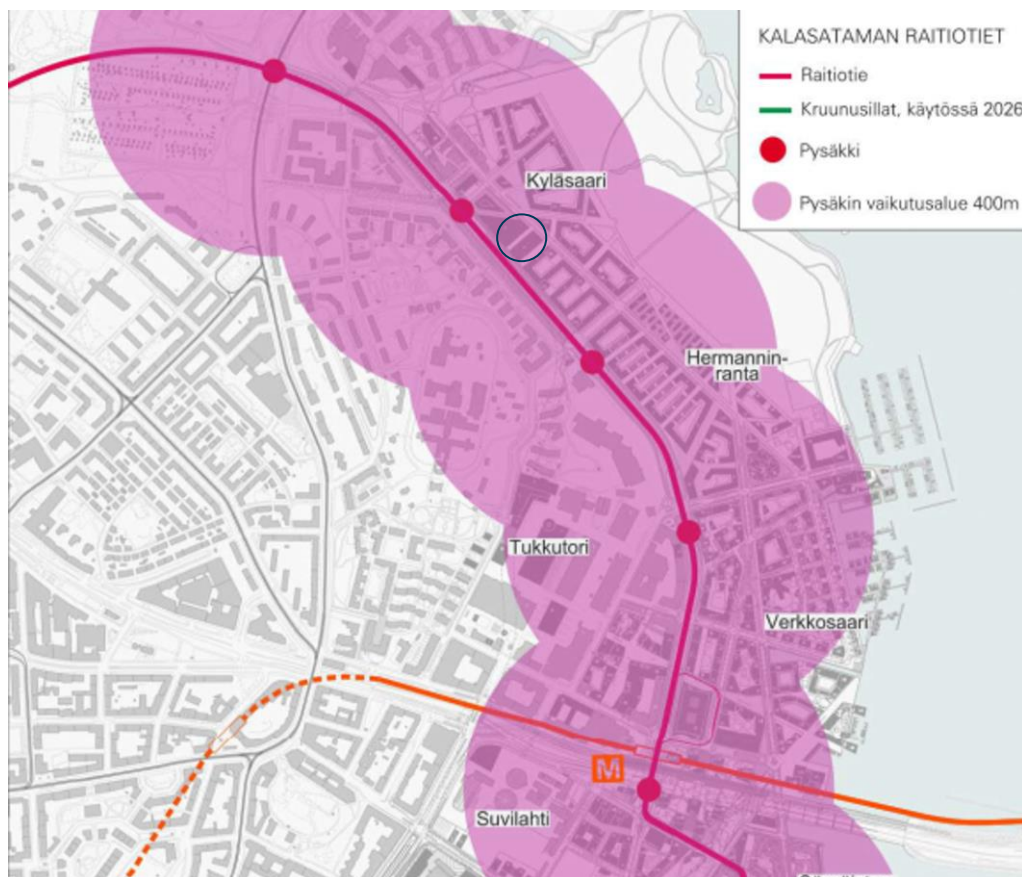 KALASATAMAN RAITIOTIET
Raitiotie
Kruunusillat, käytössä 2026
Pysäkki
Pysäkin vaikutusalue 400m
Kyläsaari
Hermannin-
ranta
Tukkutori
Verkkosaari
M
Suvilahti